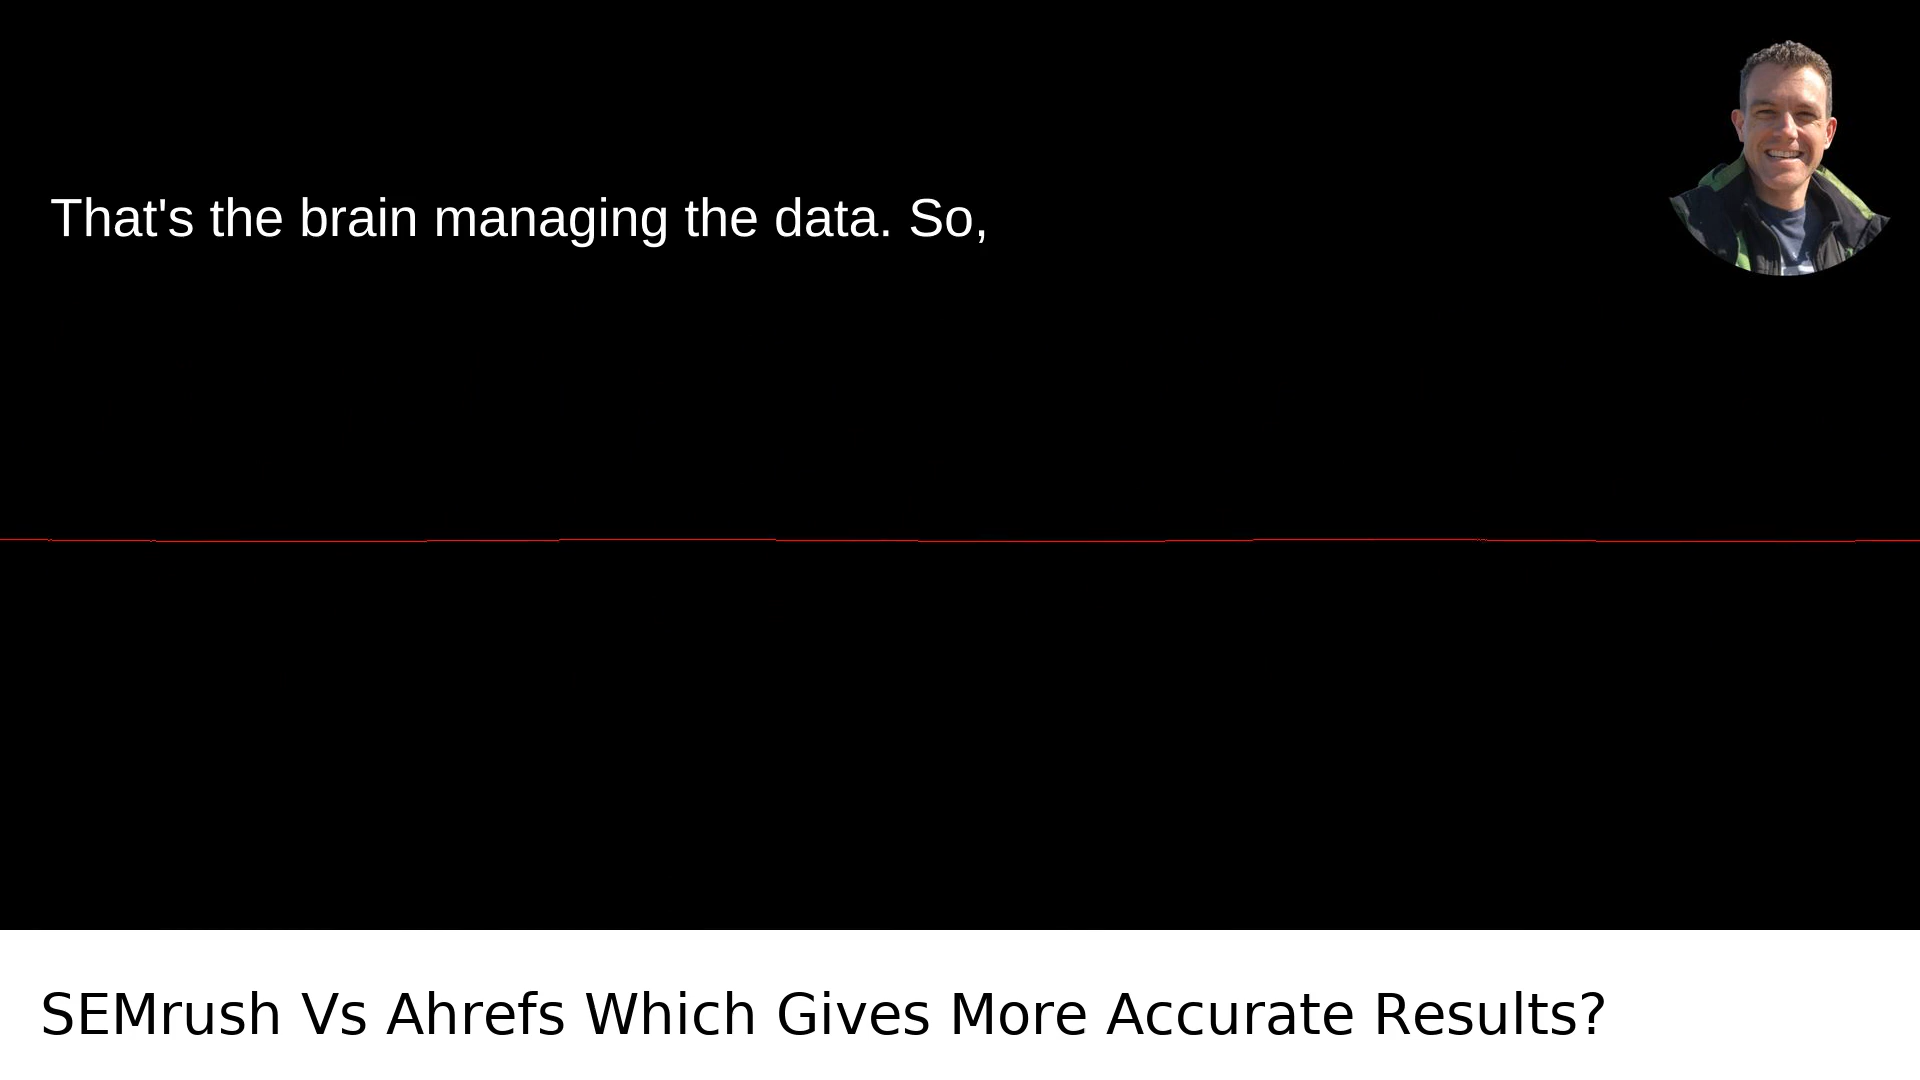 That's the brain managing the data. So,
SEMrush Vs Ahrefs Which Gives More Accurate Results?